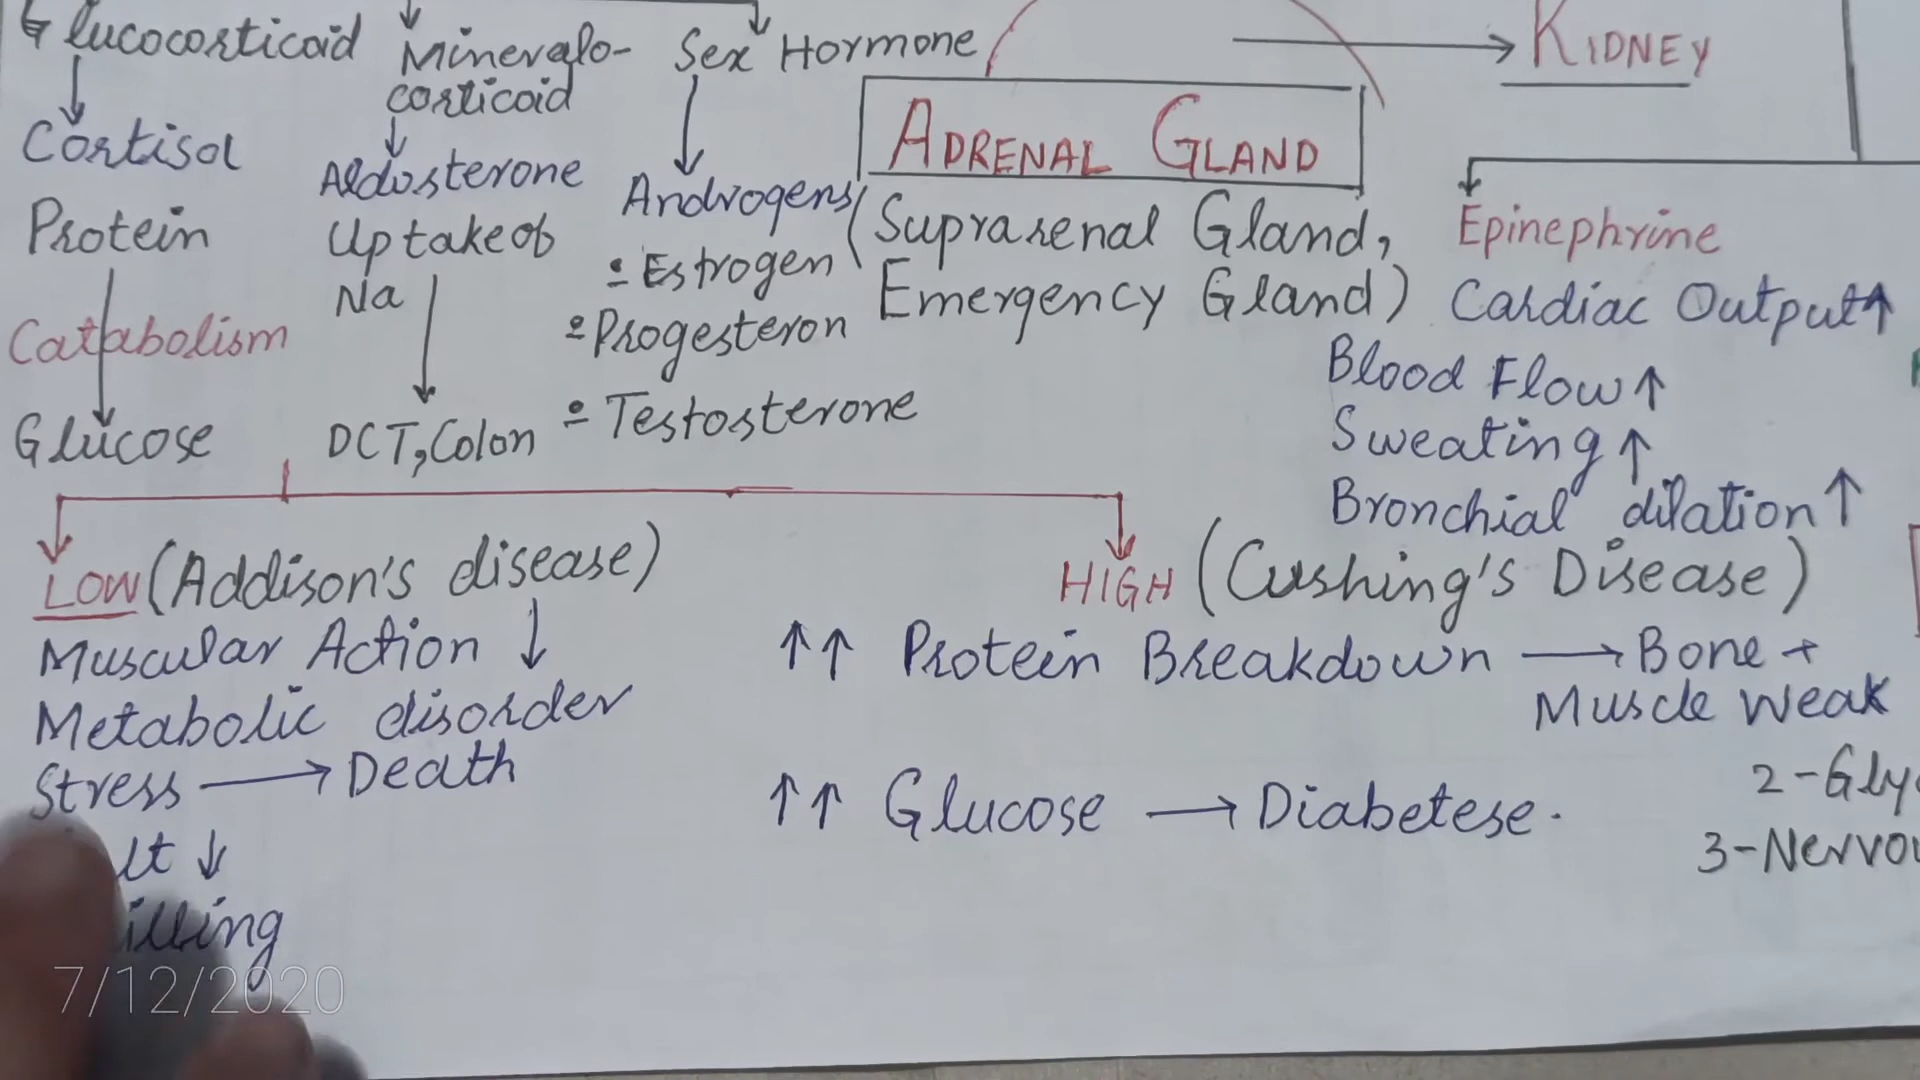 Glucocorticoid
Cortisol
Protein
Catabolism
Glucose
Mineralo-
corticoid
Aldosterone
Uptake of
Na
DCT, Colon
Sex Hormone
Androgens
Estrogen
Progesteron
Testosterone
KIDNEY
ADRENAL GLAND
(Suprarenal Gland,
Emergency Gland)
Epinephrine
Cardiac Output↑
Blood Flow↑
Sweating↑
Bronchial dilation↑
LOW (Addison's disease)
Muscular Action ↓
Metabolic disorder
Stress → Death
lt ↓
illing
HIGH (Cushing's Disease)
↑↑ Protein Breakdown → Bone +
Muscle Weak
↑↑ Glucose → Diabetese.
2-Gly
3-Nervo
7/12/2020